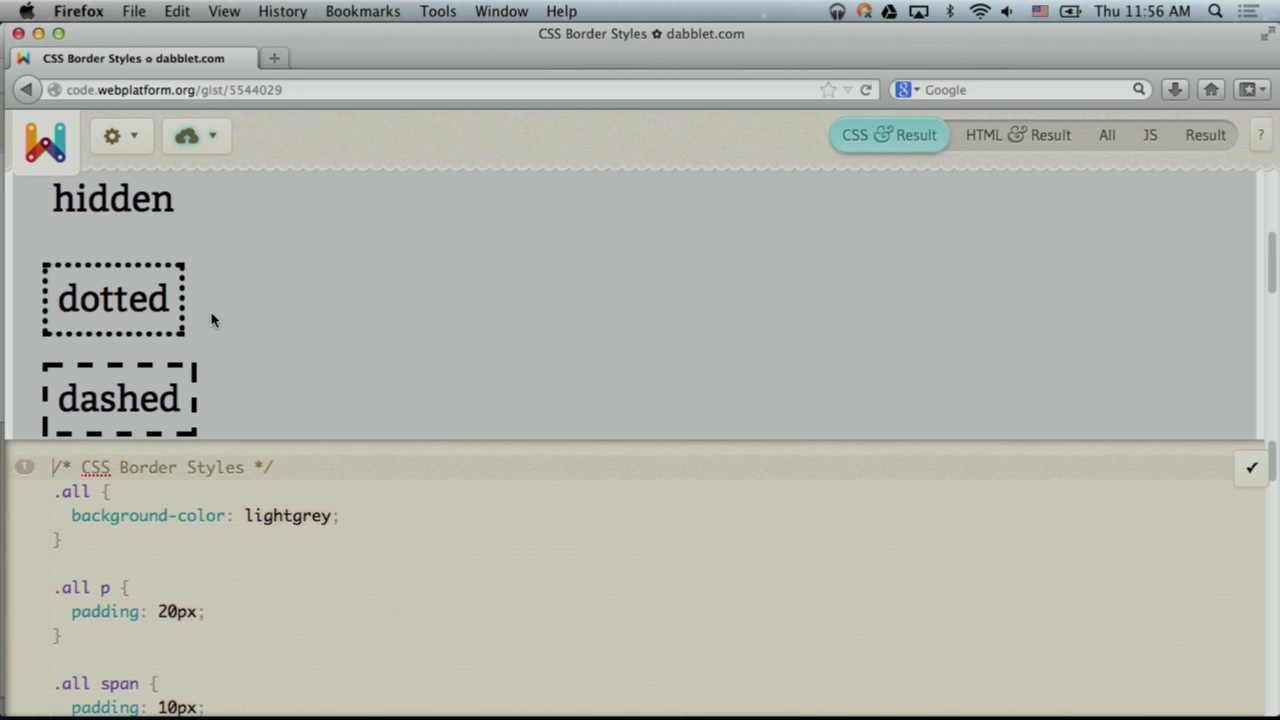 Firefox File Edit View History Bookmarks Tools Window Help Thu 11:56 AM
CSS Border Styles ✿ dabblet.com
CSS Border Styles ✿ dabblet.com +
code.webplatform.org/gist/5544029 Google
CSS & Result HTML & Result All JS Result ?
hidden
dotted
dashed
1 /* CSS Border Styles */
.all {
background-color: lightgrey;
}
.all p {
padding: 20px;
}
.all span {
padding: 10px;